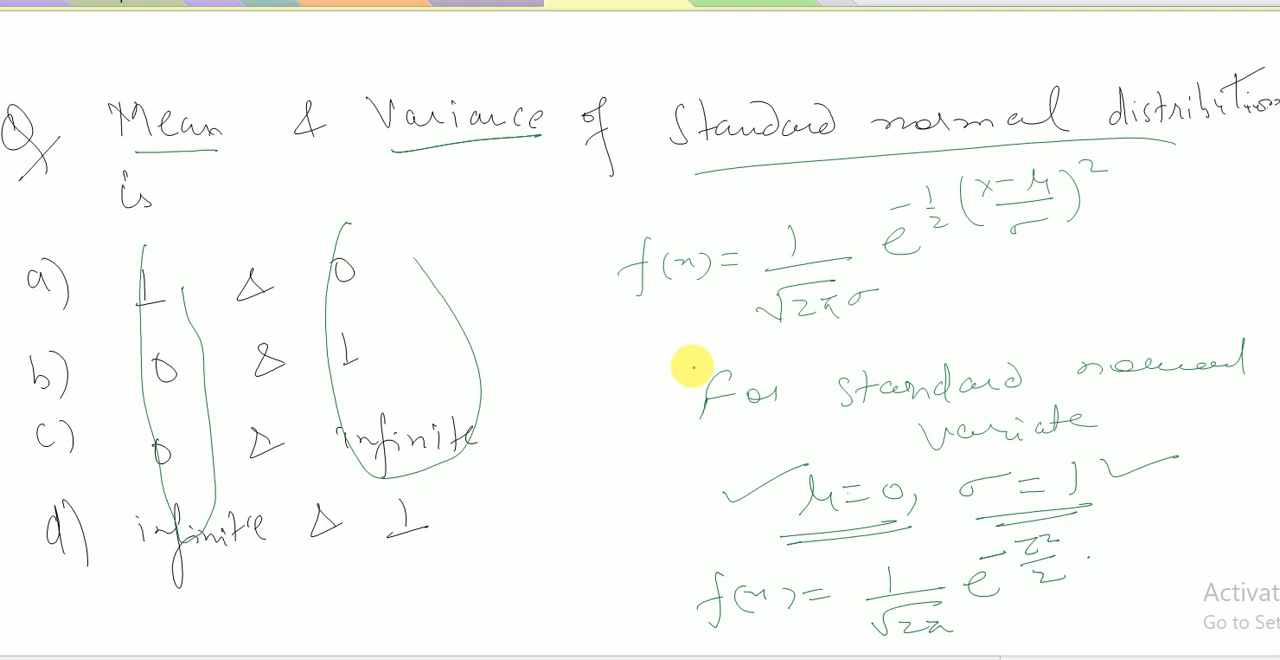 Q Mean & Variance of Standard normal distribution
is
a) 1 & 0
b) 0 & 1
c) 0 & infinite
d) infinite & 1
f(x) = 1/√2πσ e^-1/2 (x-μ/σ)^2
For standard normal
variate
μ=0, σ=1
f(x) = 1/√2π e^-z^2/2 .
Activat
Go to Set